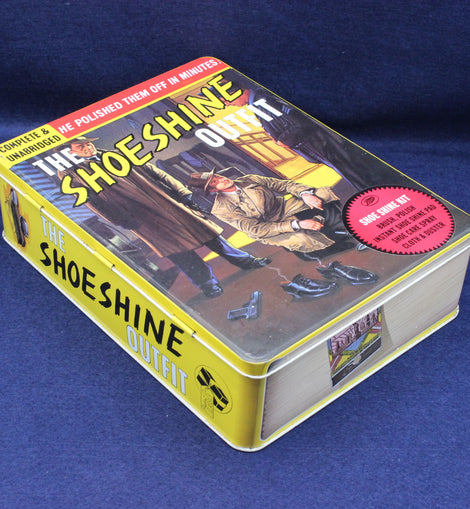 HE POLISHED THEM OFF IN MINUTES
COMPLETE &
UNABRIDGED
THE
SHOESHINE
OUTFIT
SHOE SHINE KIT
BRUSH, POLISH
INSTANT SHOE SHINE PAD
SHOE CARE SPRAY
CLOTH & DUSTER
THE
SHOESHINE
OUTFIT